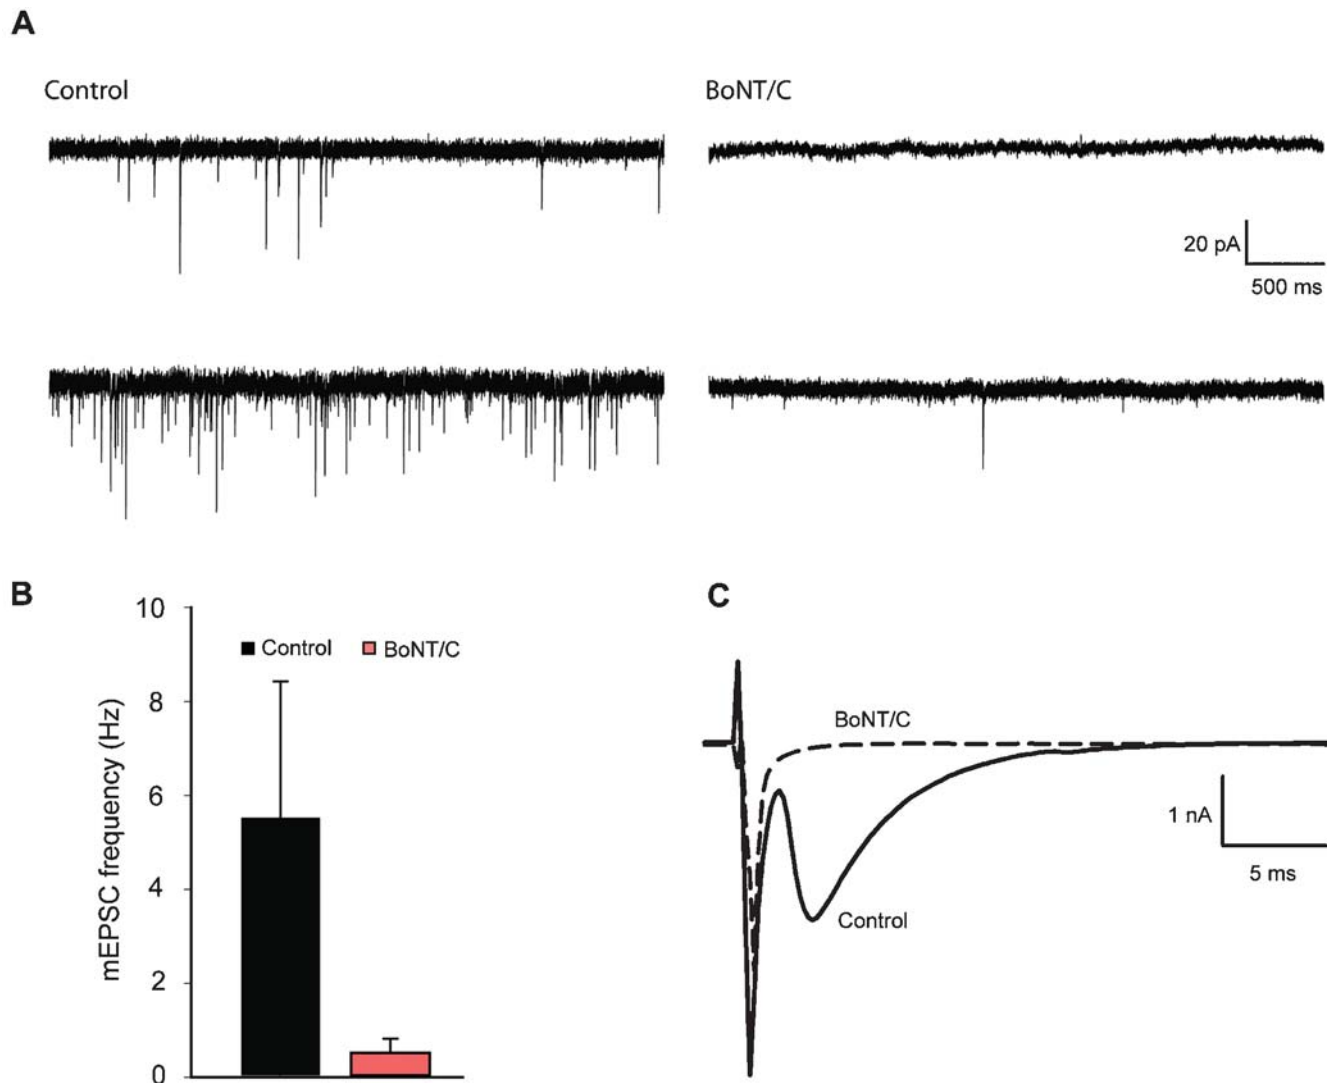 A
Control
BoNT/C
20 pA
500 ms
B
10
8
6
4
2
0
mEPSC frequency (Hz)
Control
BoNT/C
C
BoNT/C
Control
1 nA
5 ms